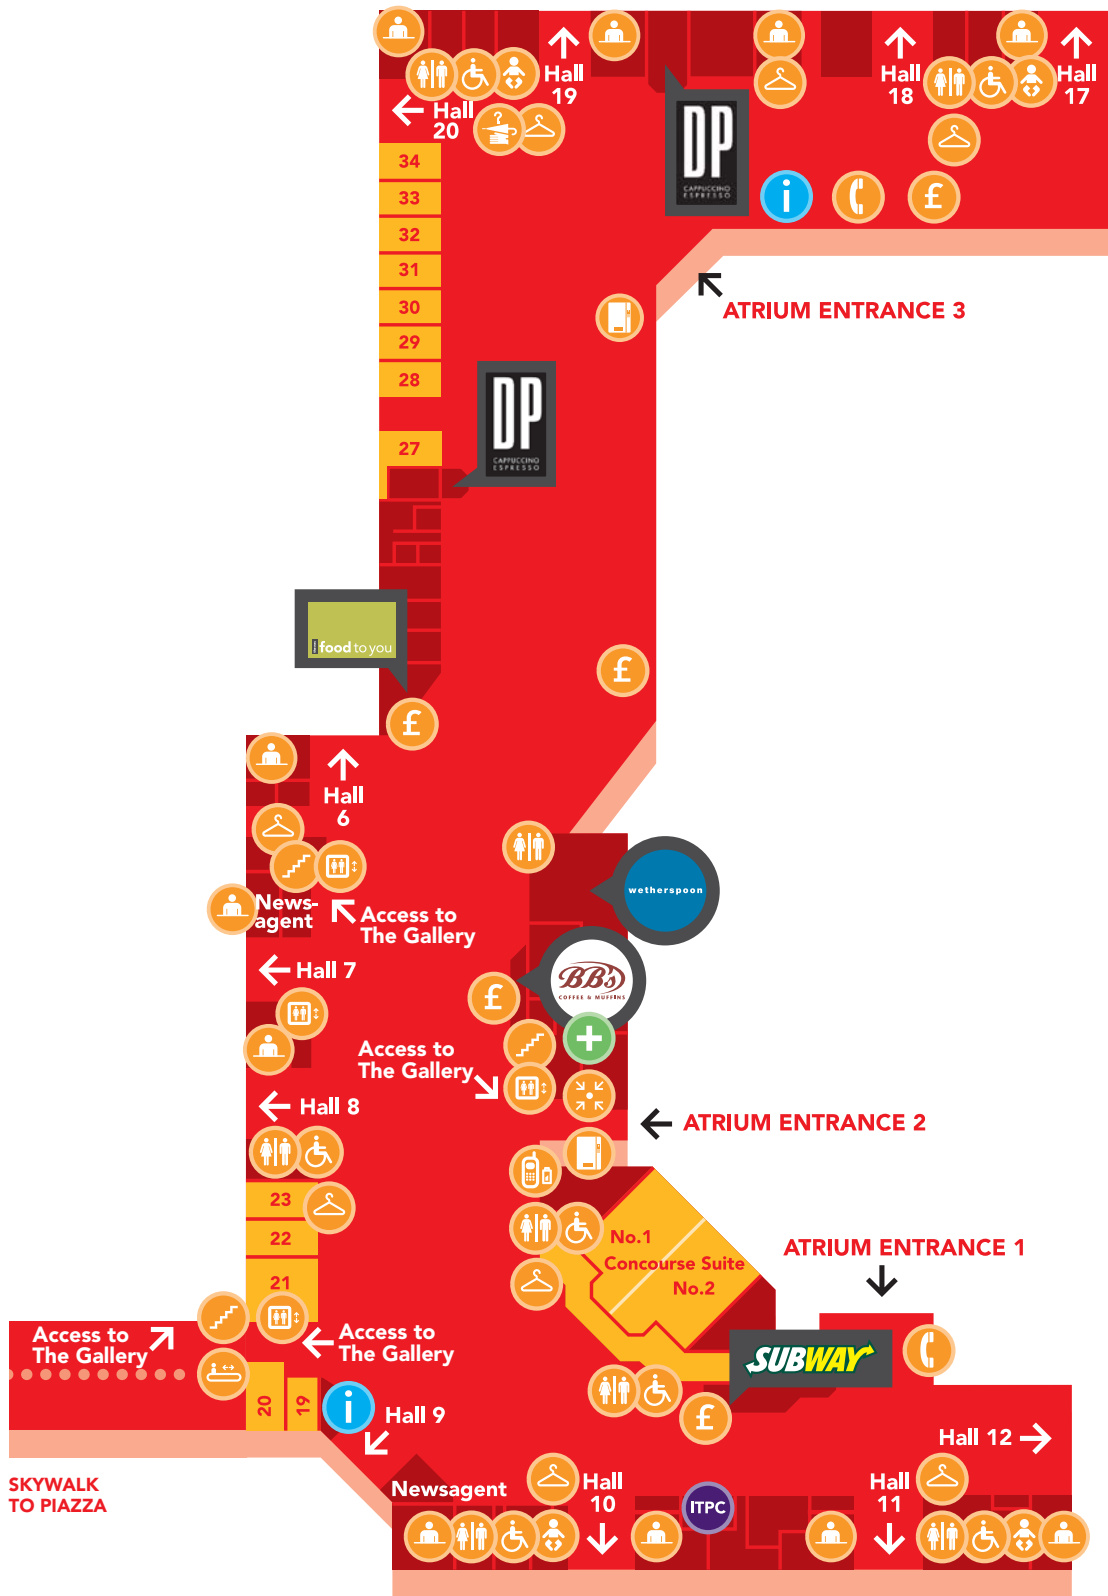 Hall
19
Hall
18
Hall
17
Hall
20
DP
CAPPUCCINO
ESPRESSO
i
£
34
33
32
31
30
29
28
27
ATRIUM ENTRANCE 3
DP
CAPPUCCINO
ESPRESSO
food to you
£
£
Hall
6
News-
agent
Access to
The Gallery
wetherspoon
BB's
COFFEE & MUFFINS
£
Hall 7
Access to
The Gallery
Hall 8
ATRIUM ENTRANCE 2
23
22
21
No.1
Concourse Suite
No.2
ATRIUM ENTRANCE 1
Access to
The Gallery
Access to
The Gallery
SUBWAY
20
19
i
Hall 9
£
Hall 12
SKYWALK
TO PIAZZA
Newsagent
Hall
10
ITPC
Hall
11